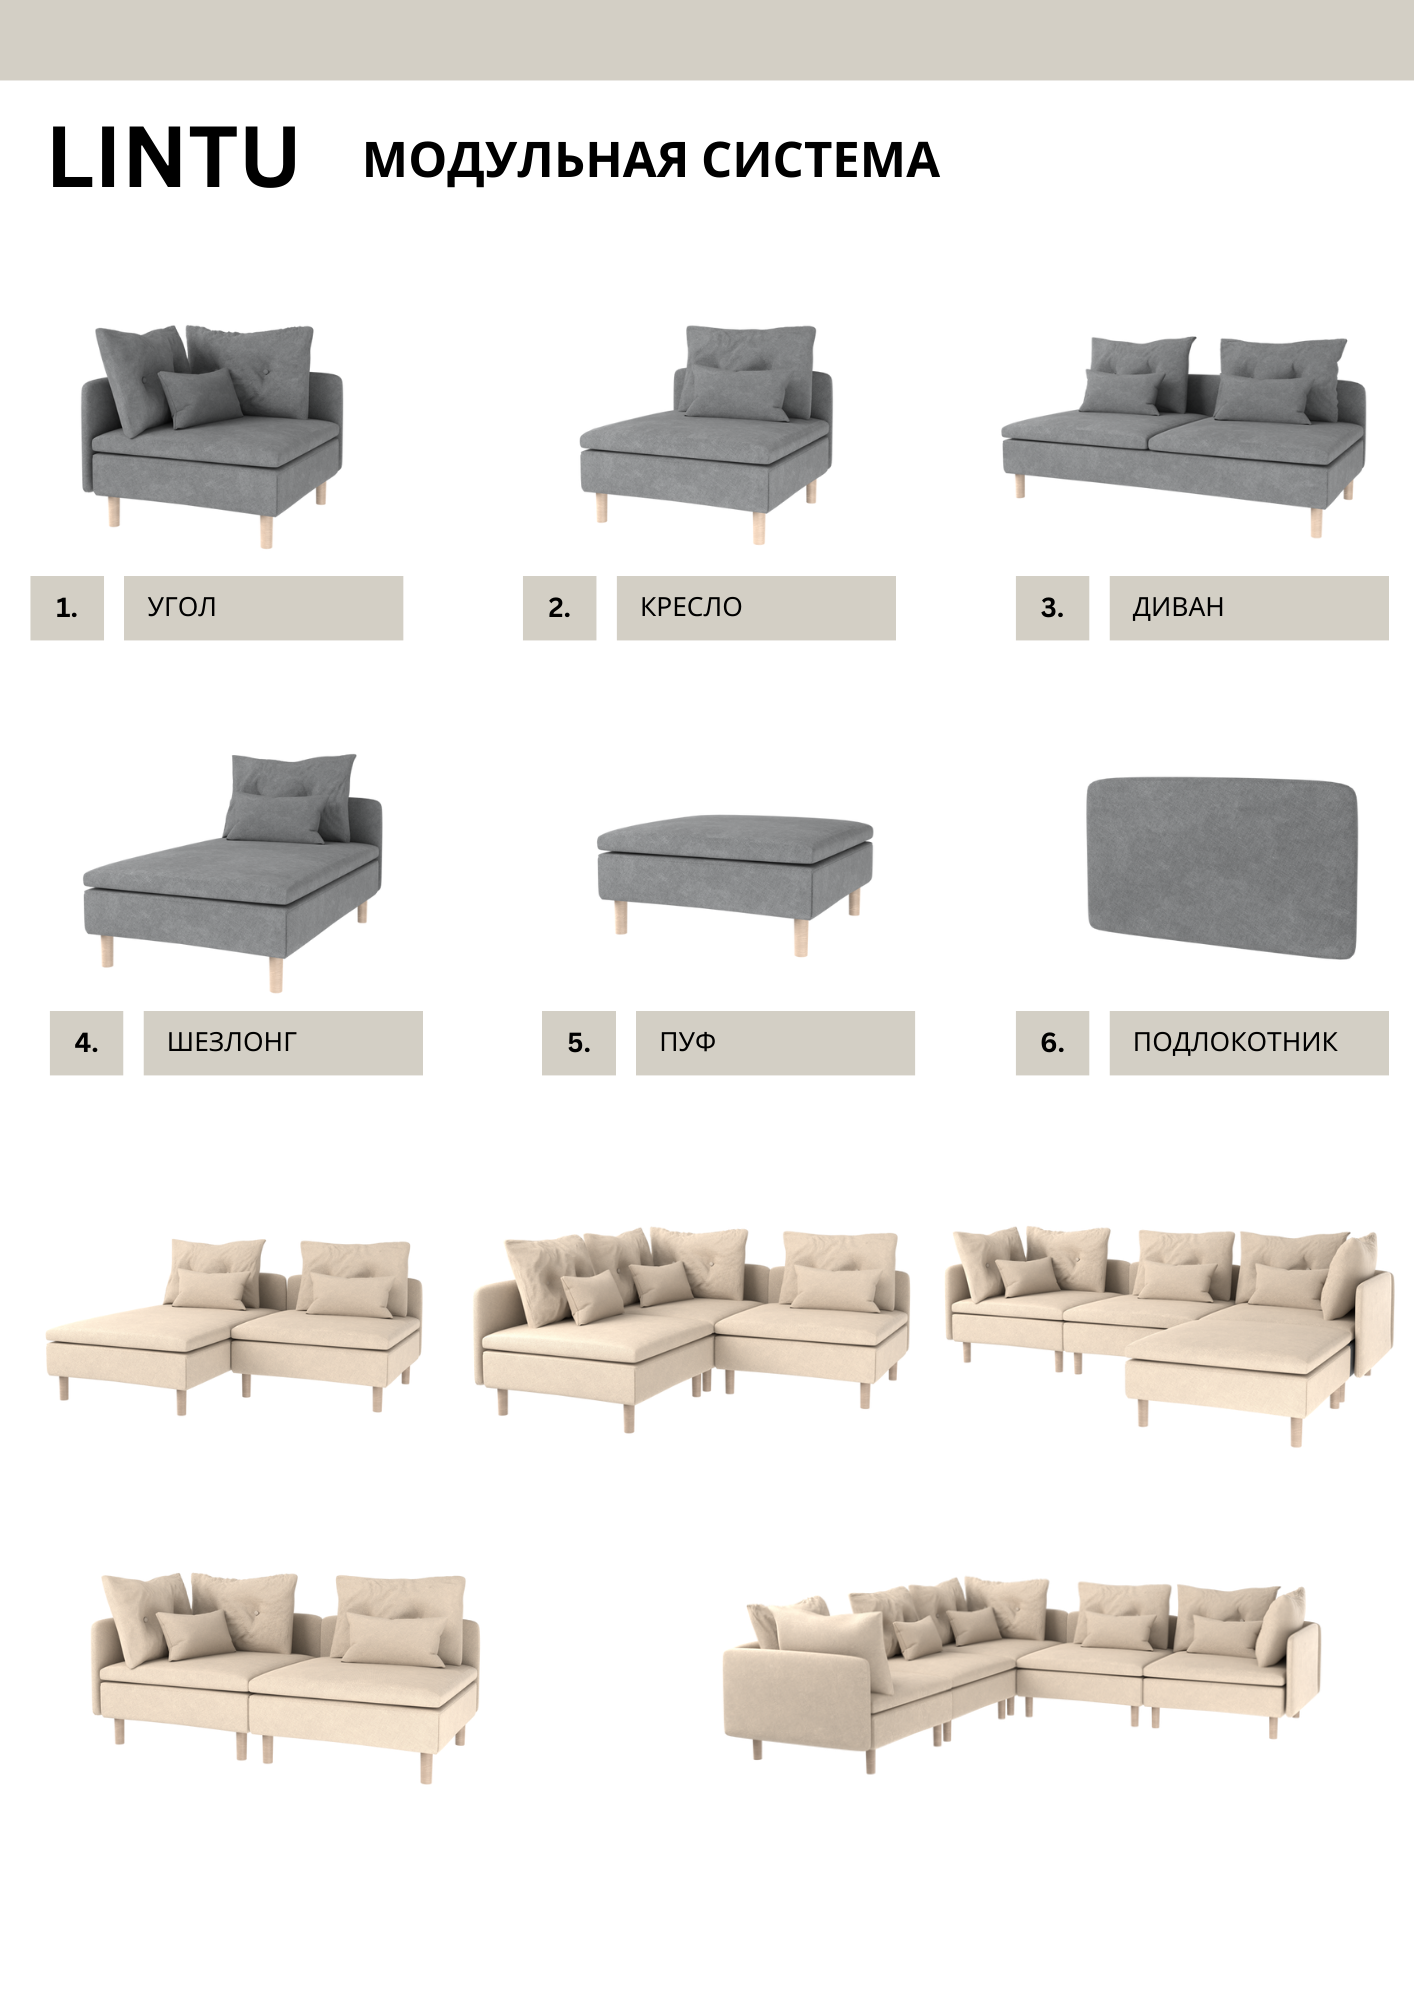 LINTU МОДУЛЬНАЯ СИСТЕМА
1. УГОЛ
2. КРЕСЛО
3. ДИВАН
4. ШЕЗЛОНГ
5. ПУФ
6. ПОДЛОКОТНИК